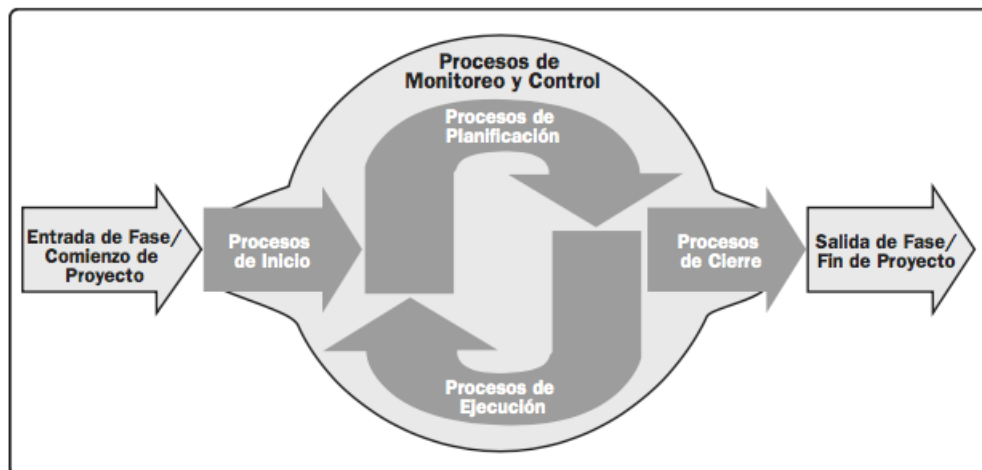 Procesos de
Monitoreo y Control
Procesos de
Planificación
Entrada de Fase/
Comienzo de
Proyecto
Procesos
de Inicio
Procesos
de Cierre
Salida de Fase/
Fin de Proyecto
Procesos de
Ejecución